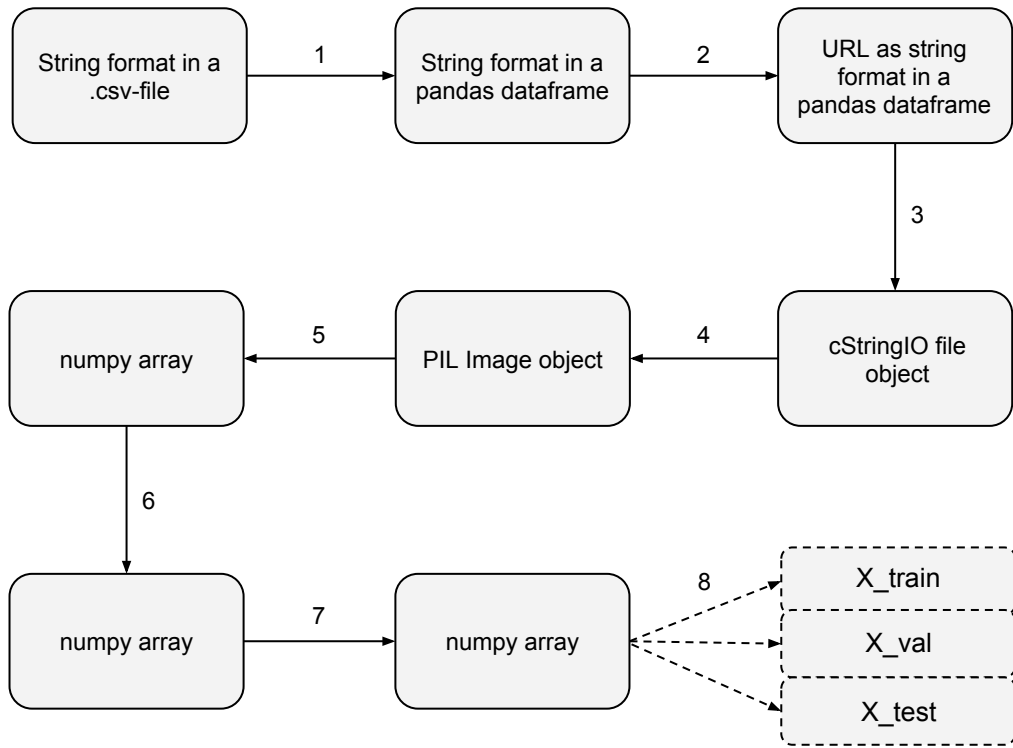 String format in a
.csv-file
1
String format in a
pandas dataframe
2
URL as string
format in a
pandas dataframe
3
cStringIO file
object
4
PIL Image object
5
numpy array
6
numpy array
7
numpy array
8
X_train
X_val
X_test